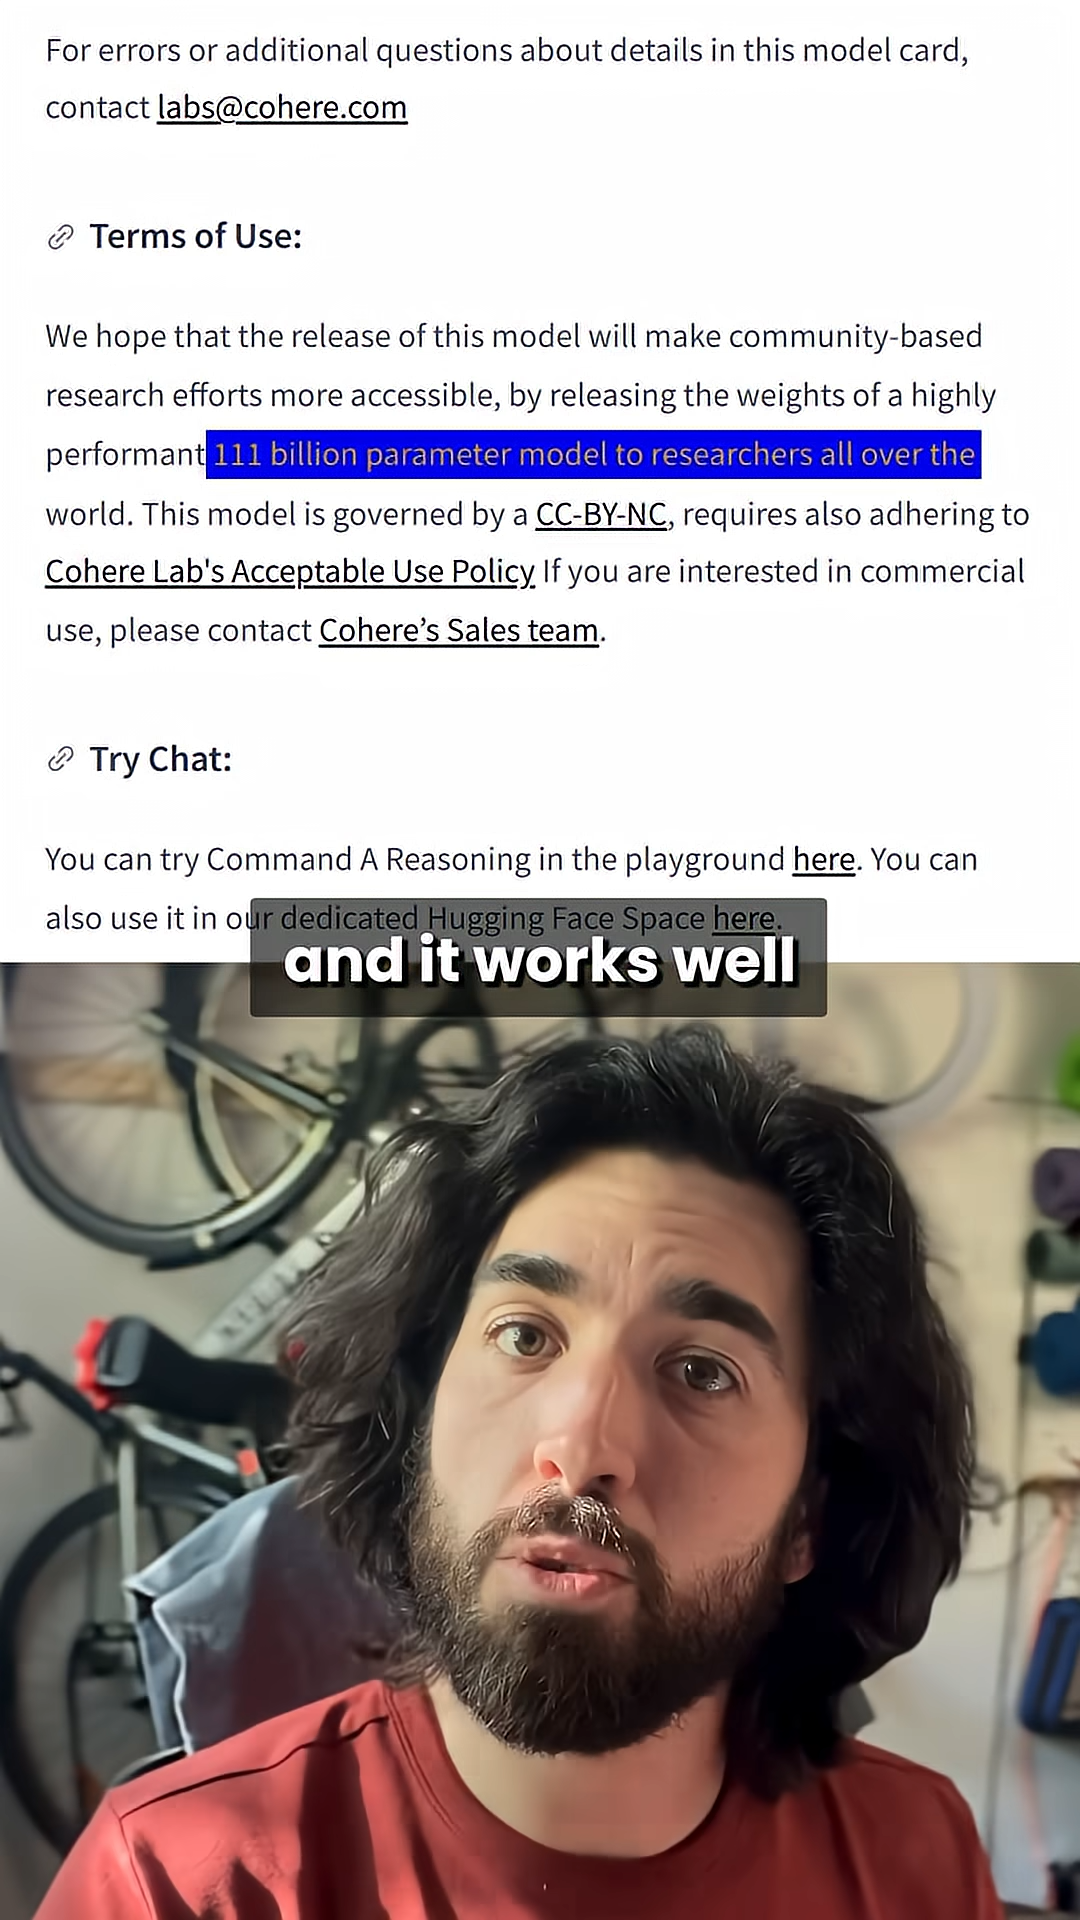 For errors or additional questions about details in this model card,
contact labs@cohere.com
Terms of Use:
We hope that the release of this model will make community-based
research efforts more accessible, by releasing the weights of a highly
performant 111 billion parameter model to researchers all over the
world. This model is governed by a CC-BY-NC, requires also adhering to
Cohere Lab's Acceptable Use Policy If you are interested in commercial
use, please contact Cohere’s Sales team.
Try Chat:
You can try Command A Reasoning in the playground here. You can
also use it in our dedicated Hugging Face Space here.
and it works well